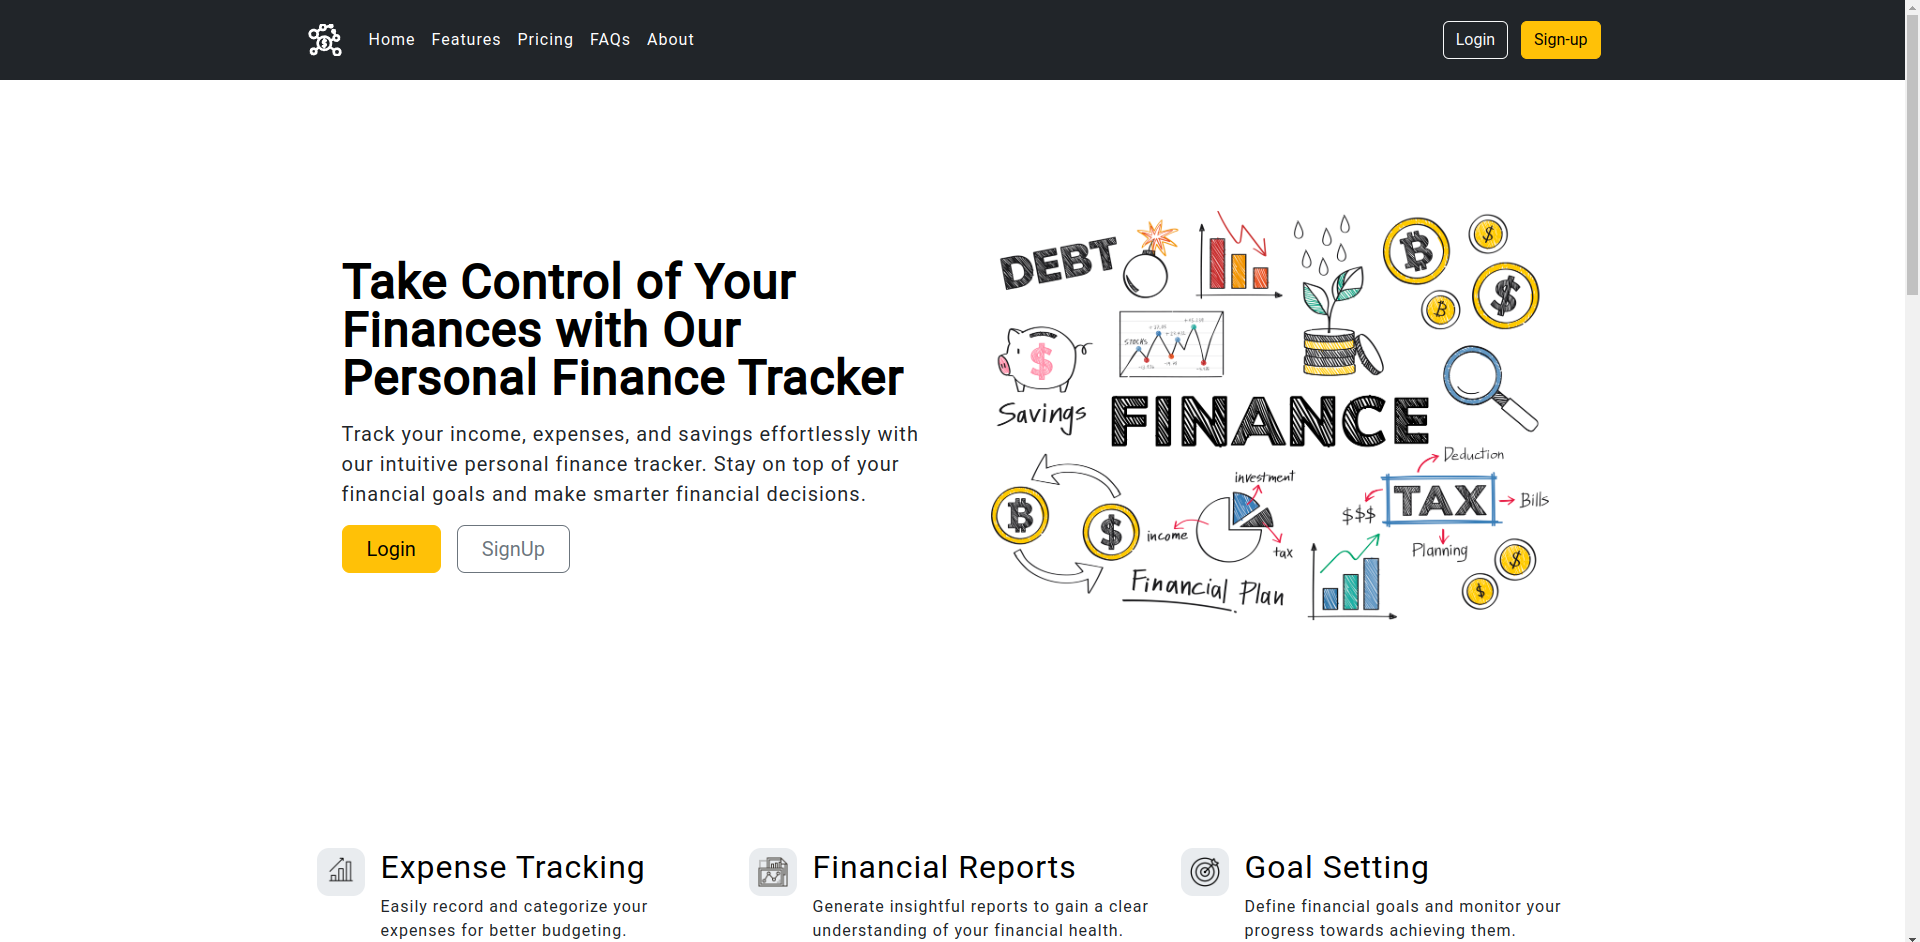 Home Features Pricing FAQs About
Login Sign-up
Take Control of Your
Finances with Our
Personal Finance Tracker
Track your income, expenses, and savings effortlessly with
our intuitive personal finance tracker. Stay on top of your
financial goals and make smarter financial decisions.
Login SignUp
DEBT
STOCKS
Savings
FINANCE
Deduction
investment
TAX
Bills
$$$
income
tax
Planning
Financial Plan
Expense Tracking
Easily record and categorize your
expenses for better budgeting.
Financial Reports
Generate insightful reports to gain a clear
understanding of your financial health.
Goal Setting
Define financial goals and monitor your
progress towards achieving them.